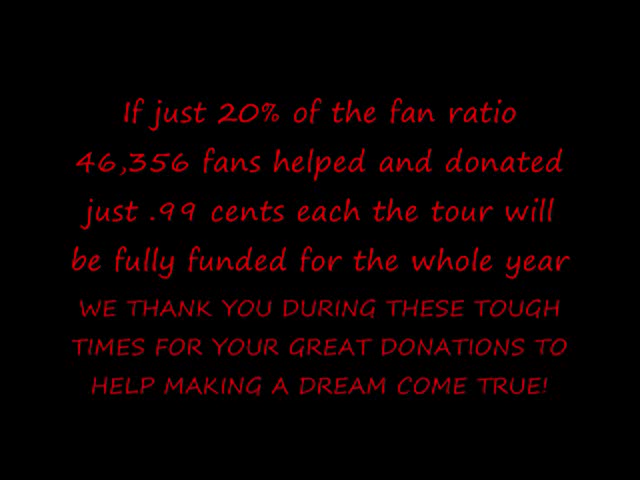 If just 20% of the fan ratio
46,356 fans helped and donated
just .99 cents each the tour will
be fully funded for the whole year
WE THANK YOU DURING THESE TOUGH
TIMES FOR YOUR GREAT DONATIONS TO
HELP MAKING A DREAM COME TRUE!